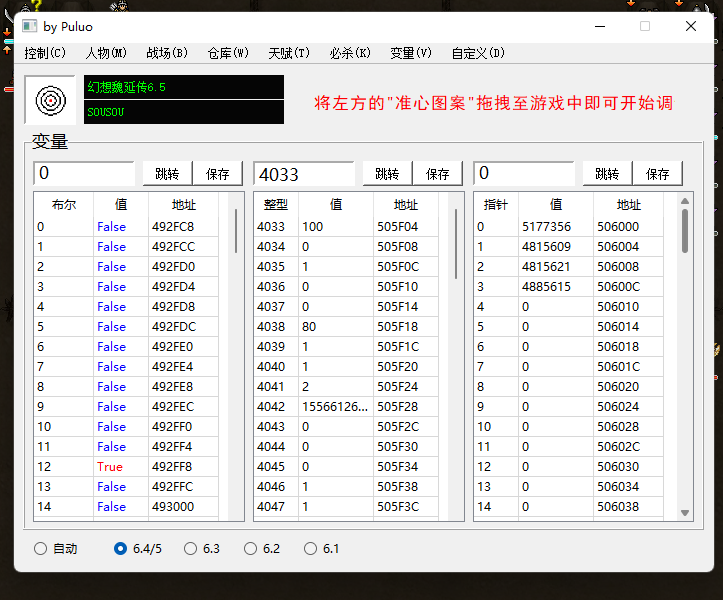 by Puluo
控制(C) 人物(M) 战场(B) 仓库(W) 天赋(T) 必杀(K) 变量(V) 自定义(D)
幻想魏延传6.5
SOUSOU
将左方的"准心图案"拖拽至游戏中即可开始调
变量
0 跳转 保存 4033 跳转 保存 0 跳转 保存
布尔 值 地址 整型 值 地址 指针 值 地址
0 False 492FC8 4033 100 505F04 0 5177356 506000
1 False 492FCC 4034 0 505F08 1 4815609 506004
2 False 492FD0 4035 1 505F0C 2 4815621 506008
3 False 492FD4 4036 0 505F10 3 4885615 50600C
4 False 492FD8 4037 0 505F14 4 0 506010
5 False 492FDC 4038 80 505F18 5 0 506014
6 False 492FE0 4039 1 505F1C 6 0 506018
7 False 492FE4 4040 1 505F20 7 0 50601C
8 False 492FE8 4041 2 505F24 8 0 506020
9 False 492FEC 4042 15566126... 505F28 9 0 506024
10 False 492FF0 4043 0 505F2C 10 0 506028
11 False 492FF4 4044 0 505F30 11 0 50602C
12 True 492FF8 4045 0 505F34 12 0 506030
13 False 492FFC 4046 1 505F38 13 0 506034
14 False 493000 4047 1 505F3C 14 0 506038
自动 6.4/5 6.3 6.2 6.1